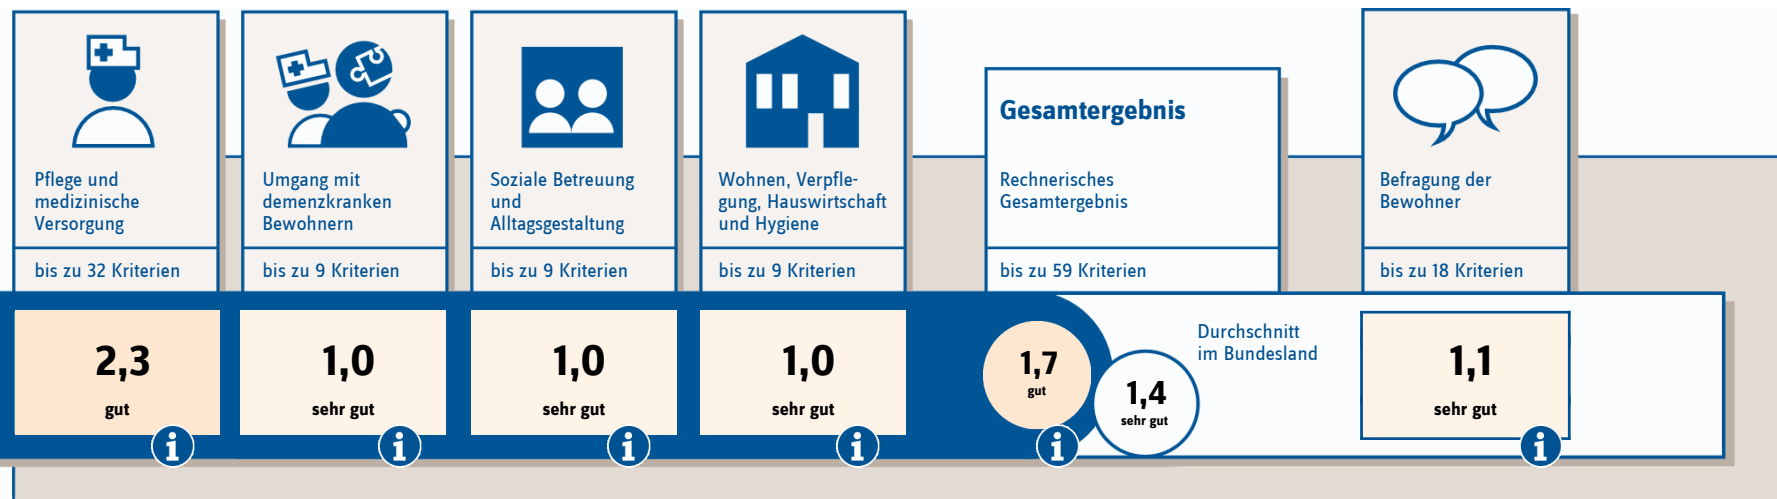 Pflege und
medizinische
Versorgung
bis zu 32 Kriterien
2,3
gut
Umgang mit
demenzkranken
Bewohnern
bis zu 9 Kriterien
1,0
sehr gut
Soziale Betreuung
und
Alltagsgestaltung
bis zu 9 Kriterien
1,0
sehr gut
Wohnen, Verpfle-
gung, Hauswirtschaft
und Hygiene
bis zu 9 Kriterien
1,0
sehr gut
Gesamtergebnis
Rechnerisches
Gesamtergebnis
bis zu 59 Kriterien
1,7
gut
1,4
sehr gut
Durchschnitt
im Bundesland
Befragung der
Bewohner
bis zu 18 Kriterien
1,1
sehr gut